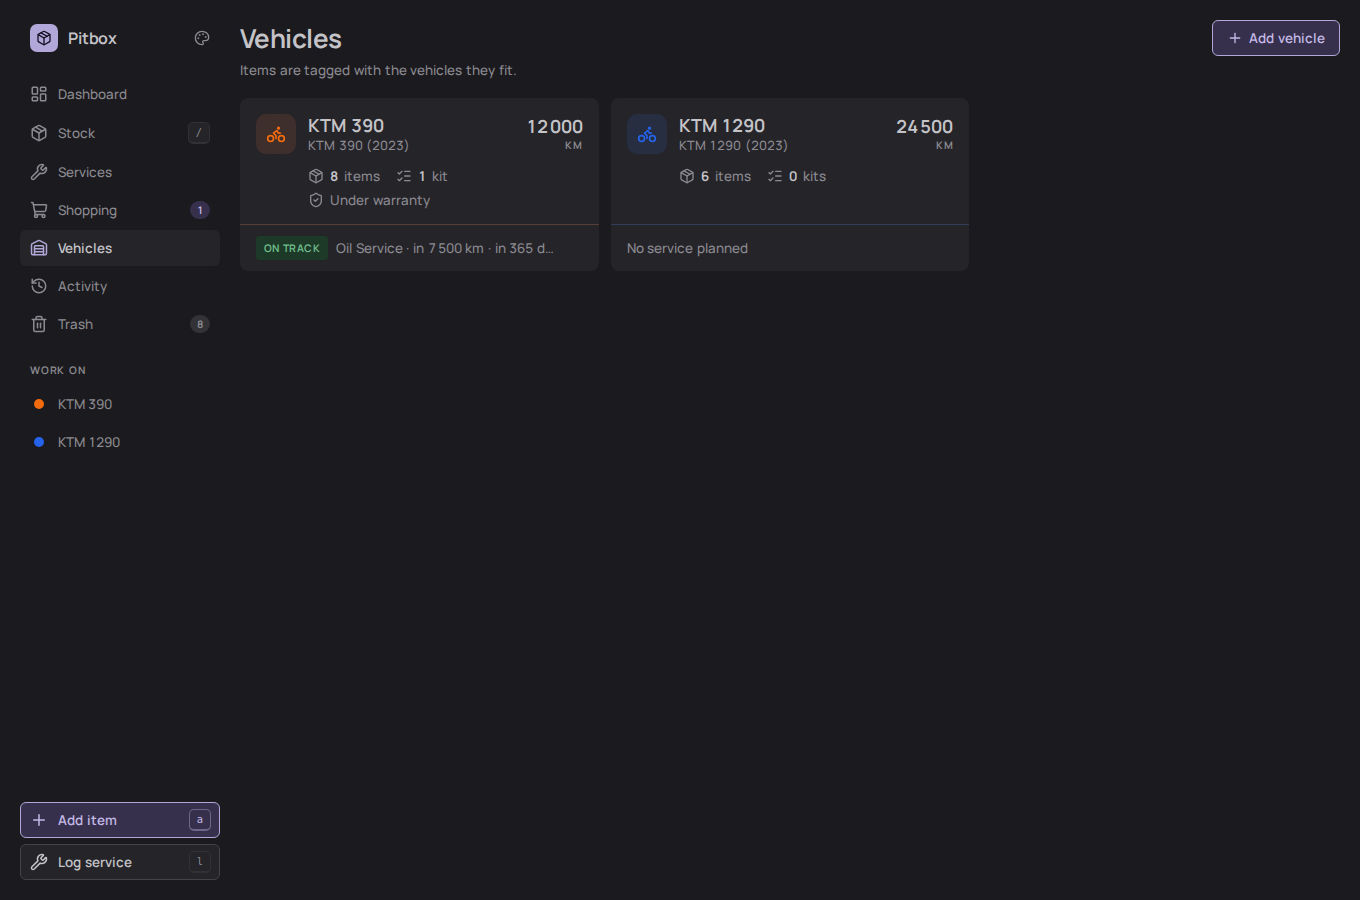 Pitbox
Dashboard
Stock /
Services
Shopping 1
Vehicles
Activity
Trash 8
WORK ON
KTM 390
KTM 1290
Add item a
Log service l
Vehicles
Items are tagged with the vehicles they fit.
Add vehicle
KTM 390 12 000
KTM 390 (2023) KM
8 items 1 kit
Under warranty
ON TRACK Oil Service · in 7 500 km · in 365 d…
KTM 1290 24 500
KTM 1290 (2023) KM
6 items 0 kits
No service planned